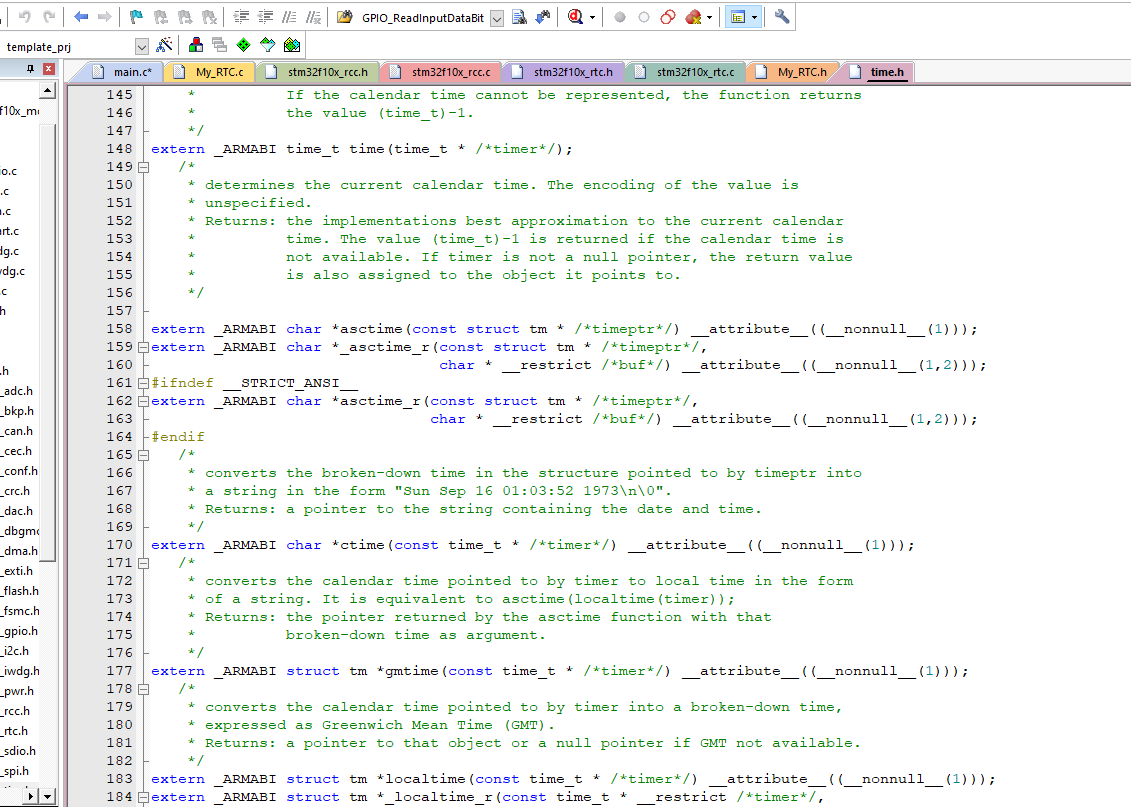 GPIO_ReadInputDataBit
template_prj
main.c*
My_RTC.c
stm32f10x_rcc.h
stm32f10x_rcc.c
stm32f10x_rtc.h
stm32f10x_rtc.c
My_RTC.h
time.h
io.c
.c
.c
art.c
dg.c
vdg.c
.c
h
.h
_adc.h
_bkp.h
_can.h
_cec.h
_conf.h
_crc.h
_dac.h
_dbgmc
_dma.h
_exti.h
_flash.h
_fsmc.h
_gpio.h
_i2c.h
_iwdg.h
_pwr.h
_rcc.h
_rtc.h
_sdio.h
_spi.h
145 * If the calendar time cannot be represented, the function returns
146 * the value (time_t)-1.
147 */
148 extern _ARMABI time_t time(time_t * /*timer*/);
149 /*
150 * determines the current calendar time. The encoding of the value is
151 * unspecified.
152 * Returns: the implementations best approximation to the current calendar
153 * time. The value (time_t)-1 is returned if the calendar time is
154 * not available. If timer is not a null pointer, the return value
155 * is also assigned to the object it points to.
156 */
157
158 extern _ARMABI char *asctime(const struct tm * /*timeptr*/) __attribute__((__nonnull__(1)));
159 extern _ARMABI char *_asctime_r(const struct tm * /*timeptr*/,
160 char * __restrict /*buf*/) __attribute__((__nonnull__(1,2)));
161 #ifndef __STRICT_ANSI__
162 extern _ARMABI char *asctime_r(const struct tm * /*timeptr*/,
163 char * __restrict /*buf*/) __attribute__((__nonnull__(1,2)));
164 #endif
165 /*
166 * converts the broken-down time in the structure pointed to by timeptr into
167 * a string in the form "Sun Sep 16 01:03:52 1973\n\0".
168 * Returns: a pointer to the string containing the date and time.
169 */
170 extern _ARMABI char *ctime(const time_t * /*timer*/) __attribute__((__nonnull__(1)));
171 /*
172 * converts the calendar time pointed to by timer to local time in the form
173 * of a string. It is equivalent to asctime(localtime(timer));
174 * Returns: the pointer returned by the asctime function with that
175 * broken-down time as argument.
176 */
177 extern _ARMABI struct tm *gmtime(const time_t * /*timer*/) __attribute__((__nonnull__(1)));
178 /*
179 * converts the calendar time pointed to by timer into a broken-down time,
180 * expressed as Greenwich Mean Time (GMT).
181 * Returns: a pointer to that object or a null pointer if GMT not available.
182 */
183 extern _ARMABI struct tm *localtime(const time_t * /*timer*/) __attribute__((__nonnull__(1)));
184 extern _ARMABI struct tm *_localtime_r(const time_t * __restrict /*timer*/,